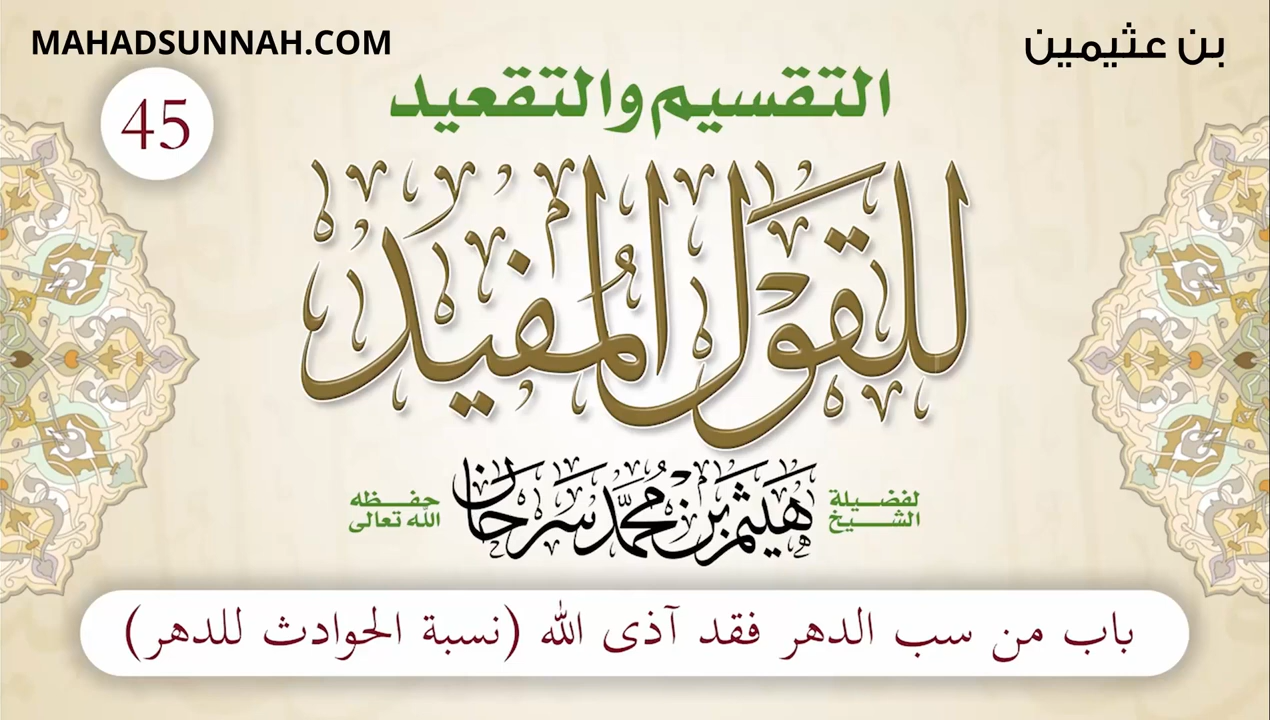 MAHADSUNNAH.COM
بن عثيمين
45
التقسيم والتقعيد
للقول المفيد
لفضيلة الشيخ
هيثم بن محمد سرحان
حفظه الله تعالى
باب من سب الدهر فقد آذى الله (نسبة الحوادث للدهر)